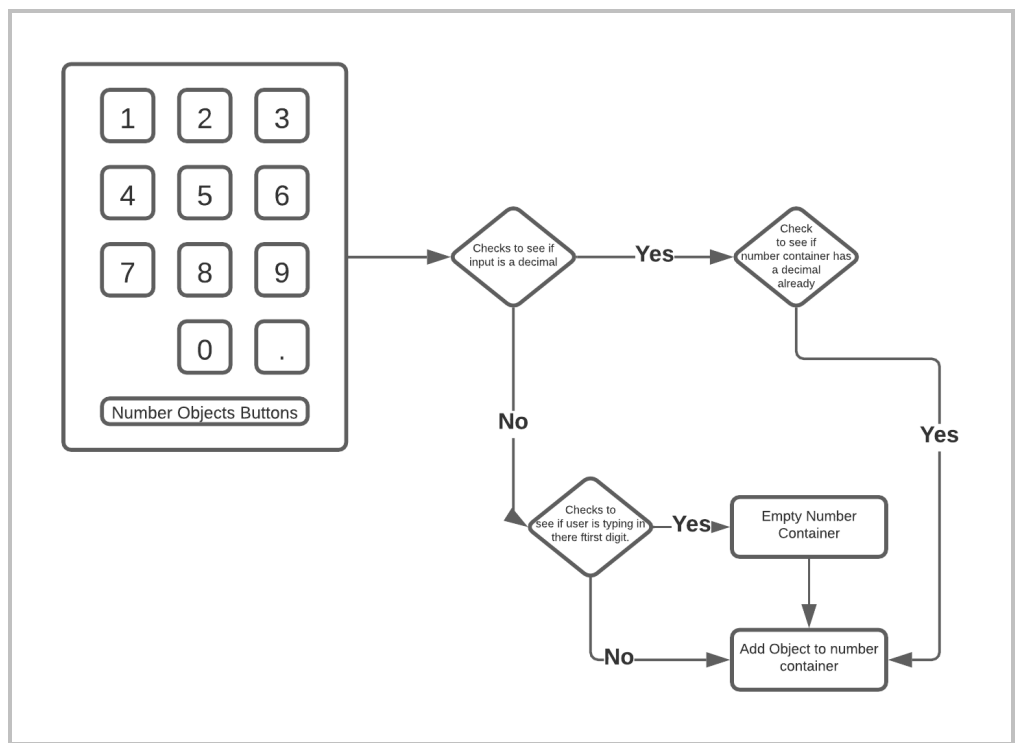 1 2 3
4 5 6
7 8 9
0 .
Number Objects Buttons
Checks to see if
input is a decimal
Yes
Check
to see if
number container has
a decimal
already
No
Yes
Checks to
see if user is typing in
there ftirst digit.
Yes
Empty Number
Container
No
Add Object to number
container